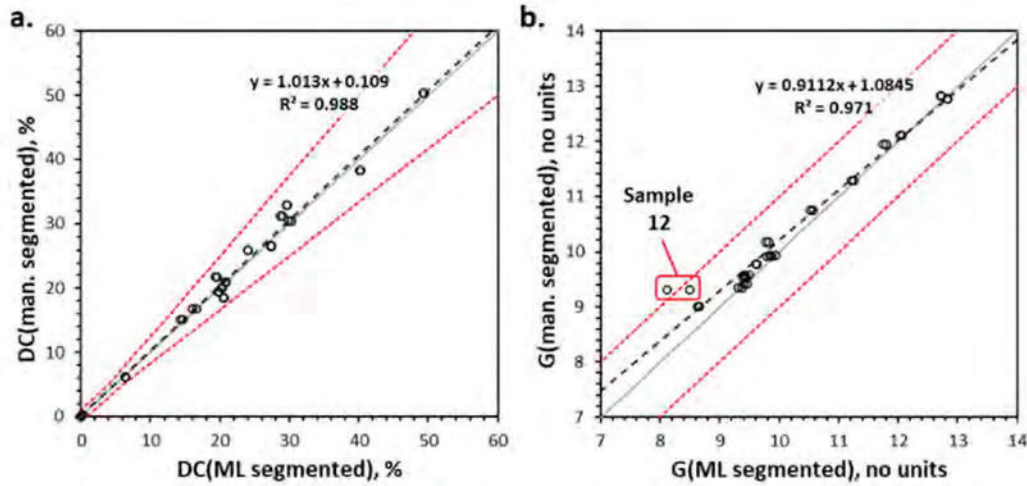 a.
60
50
40
30
20
10
0
0 10 20 30 40 50 60
DC(man. segmented), %
DC(ML segmented), %
y = 1.013x + 0.109
R² = 0.988
b.
14
13
12
11
10
9
8
7
7 8 9 10 11 12 13 14
G(man. segmented), no units
G(ML segmented), no units
y = 0.9112x + 1.0845
R² = 0.971
Sample
12